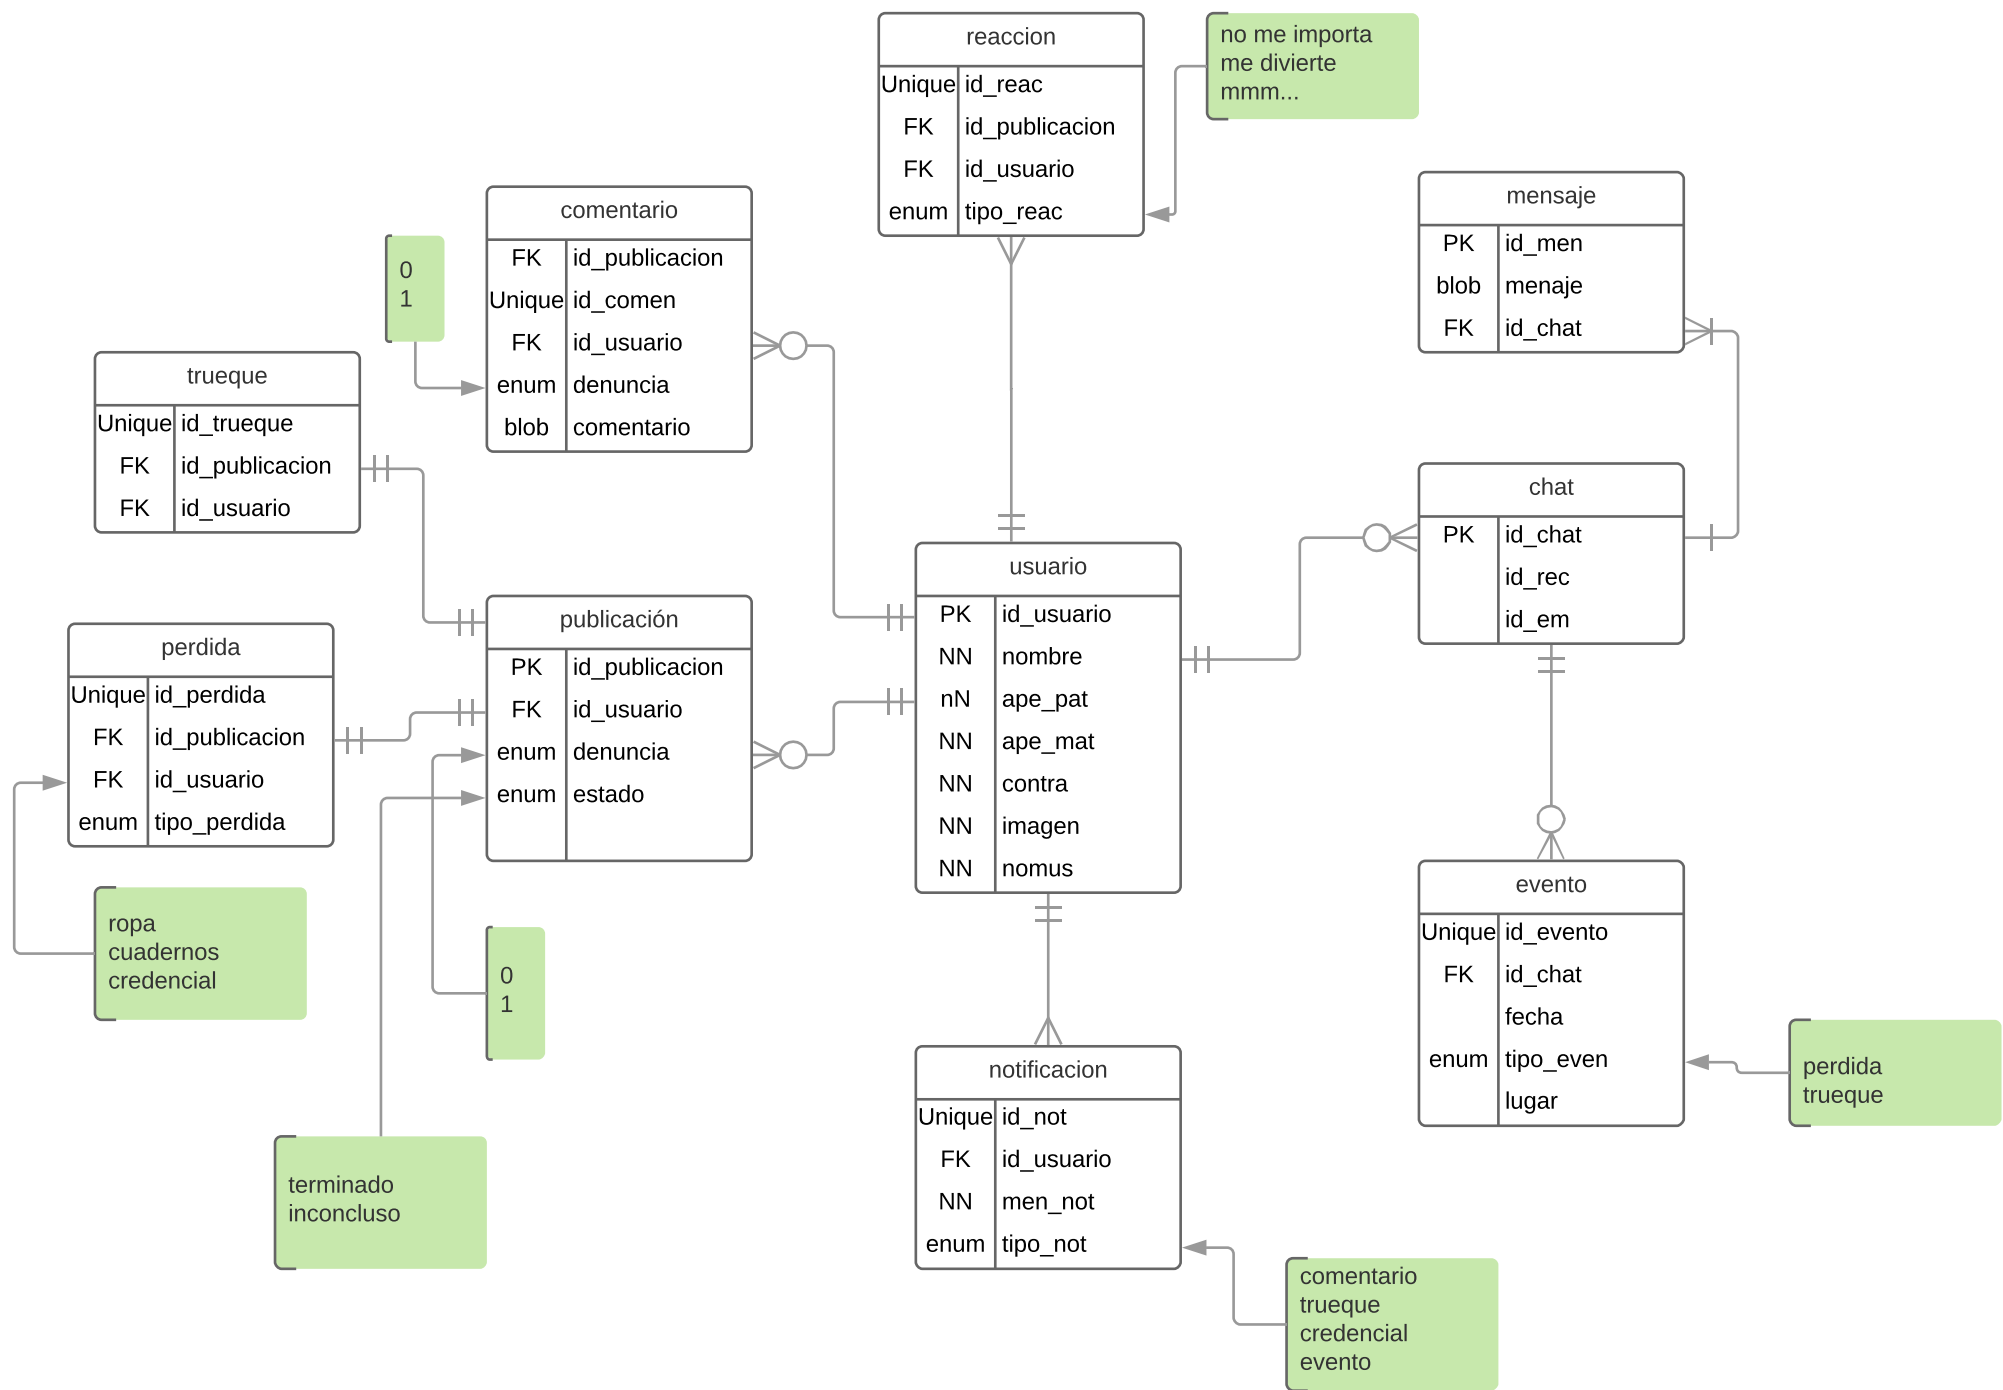 reaccion
Unique id_reac
FK id_publicacion
FK id_usuario
enum tipo_reac
no me importa
me divierte
mmm...
comentario
FK id_publicacion
Unique id_comen
FK id_usuario
enum denuncia
blob comentario
0
1
mensaje
PK id_men
blob menaje
FK id_chat
trueque
Unique id_trueque
FK id_publicacion
FK id_usuario
chat
PK id_chat
id_rec
id_em
usuario
PK id_usuario
NN nombre
nN ape_pat
NN ape_mat
NN contra
NN imagen
NN nomus
publicación
PK id_publicacion
FK id_usuario
enum denuncia
enum estado
perdida
Unique id_perdida
FK id_publicacion
FK id_usuario
enum tipo_perdida
ropa
cuadernos
credencial
0
1
evento
Unique id_evento
FK id_chat
fecha
enum tipo_even
lugar
perdida
trueque
notificacion
Unique id_not
FK id_usuario
NN men_not
enum tipo_not
terminado
inconcluso
comentario
trueque
credencial
evento